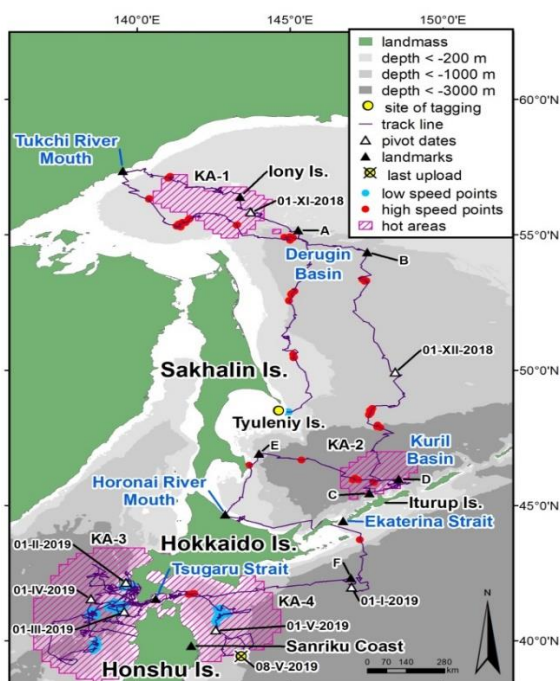 140°0'E 145°0'E 150°0'E
landmass
depth < -200 m
depth < -1000 m
depth < -3000 m
site of tagging
track line
pivot dates
landmarks
last upload
low speed points
high speed points
hot areas
60°0'N
55°0'N
50°0'N
45°0'N
40°0'N
Tukchi River
Mouth
KA-1
Iony Is.
01-XI-2018
A
Derugin
Basin
B
01-XII-2018
Sakhalin Is.
Tyuleniy Is.
E
KA-2
Kuril
Basin
D
C
Iturup Is.
Horonai River
Mouth
Ekaterina Strait
Hokkaido Is.
KA-3
01-II-2019
Tsugaru Strait
F
01-IV-2019
KA-4
01-I-2019
01-III-2019
01-V-2019
Sanriku Coast
Honshu Is.
08-V-2019
N
0 70 140 280
km